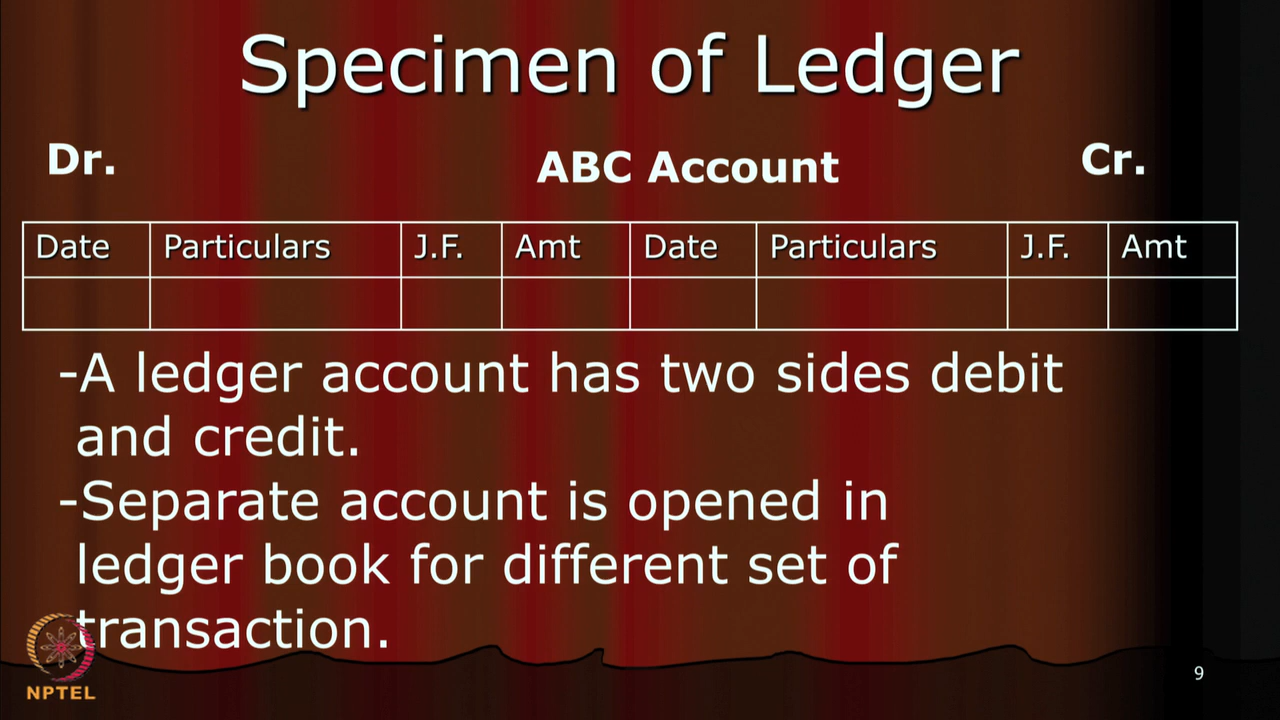 Specimen of Ledger
Dr. ABC Account Cr.
Date Particulars J.F. Amt Date Particulars J.F. Amt
-A ledger account has two sides debit
and credit.
-Separate account is opened in
ledger book for different set of
transaction.
NPTEL
9